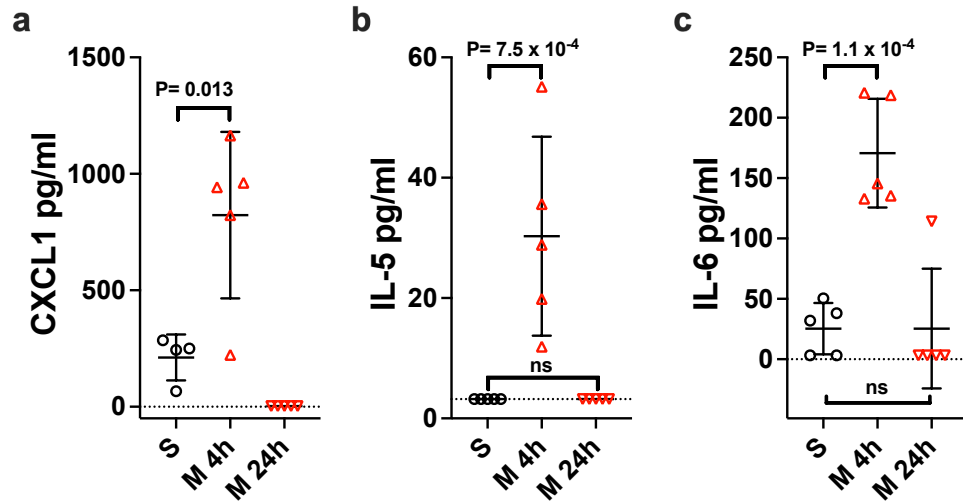 a
CXCL1 pg/ml
1500
1000
500
0
P= 0.013
S
M 4h
M 24h
b
IL-5 pg/ml
60
40
20
0
P= 7.5 x 10⁻⁴
ns
S
M 4h
M 24h
c
IL-6 pg/ml
250
200
150
100
50
0
P= 1.1 x 10⁻⁴
ns
S
M 4h
M 24h